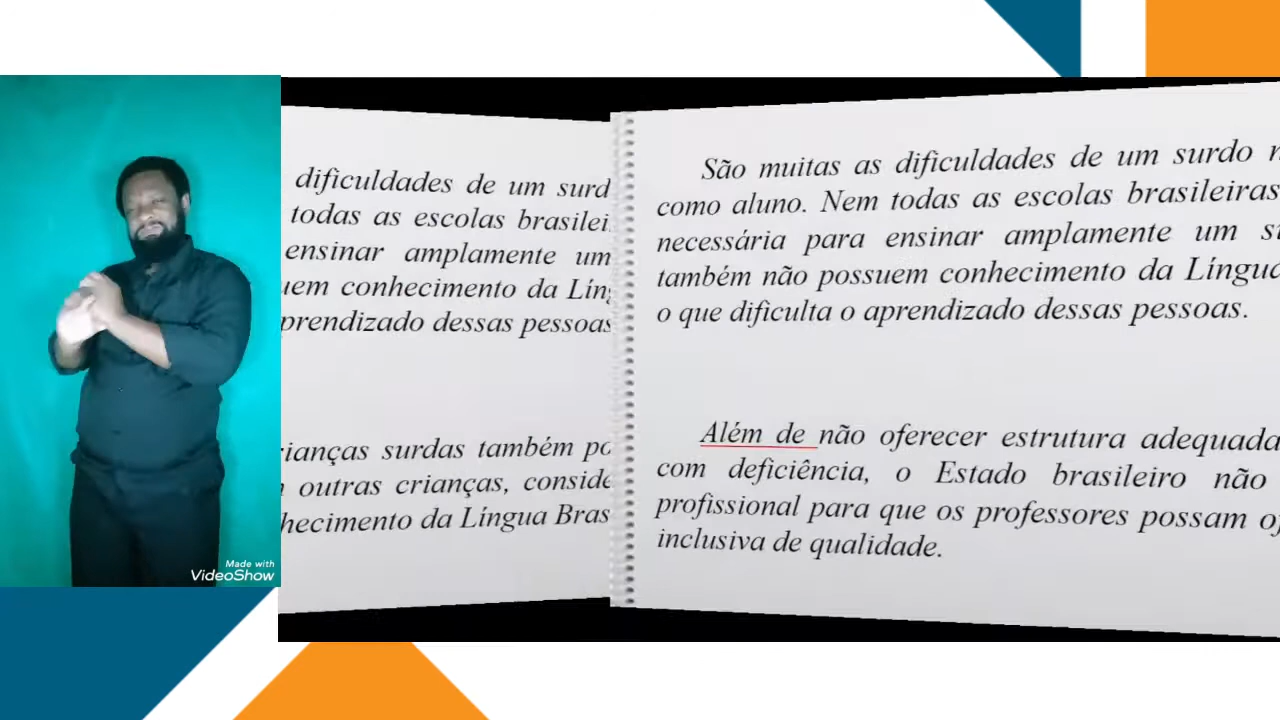 dificuldades de um surd
todas as escolas brasilei
ensinar amplamente um
uem conhecimento da Líng
prendizado dessas pessoas
rianças surdas também po
outras crianças, conside
hecimento da Língua Bras
São muitas as dificuldades de um surdo n
como aluno. Nem todas as escolas brasileiras
necessária para ensinar amplamente um su
também não possuem conhecimento da Língua
o que dificulta o aprendizado dessas pessoas.
Além de não oferecer estrutura adequada
com deficiência, o Estado brasileiro não
profissional para que os professores possam of
inclusiva de qualidade.
Made with
VideoShow